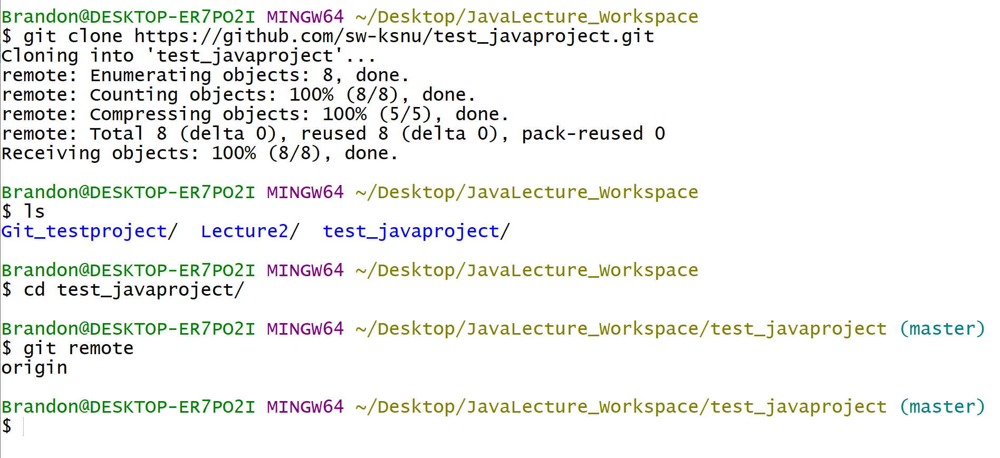 Brandon@DESKTOP-ER7PO2I MINGW64 ~/Desktop/JavaLecture_Workspace
$ git clone https://github.com/sw-ksnu/test_javaproject.git
Cloning into 'test_javaproject'...
remote: Enumerating objects: 8, done.
remote: Counting objects: 100% (8/8), done.
remote: Compressing objects: 100% (5/5), done.
remote: Total 8 (delta 0), reused 8 (delta 0), pack-reused 0
Receiving objects: 100% (8/8), done.
Brandon@DESKTOP-ER7PO2I MINGW64 ~/Desktop/JavaLecture_Workspace
$ ls
Git_testproject/  Lecture2/  test_javaproject/
Brandon@DESKTOP-ER7PO2I MINGW64 ~/Desktop/JavaLecture_Workspace
$ cd test_javaproject/
Brandon@DESKTOP-ER7PO2I MINGW64 ~/Desktop/JavaLecture_Workspace/test_javaproject (master)
$ git remote
origin
Brandon@DESKTOP-ER7PO2I MINGW64 ~/Desktop/JavaLecture_Workspace/test_javaproject (master)
$